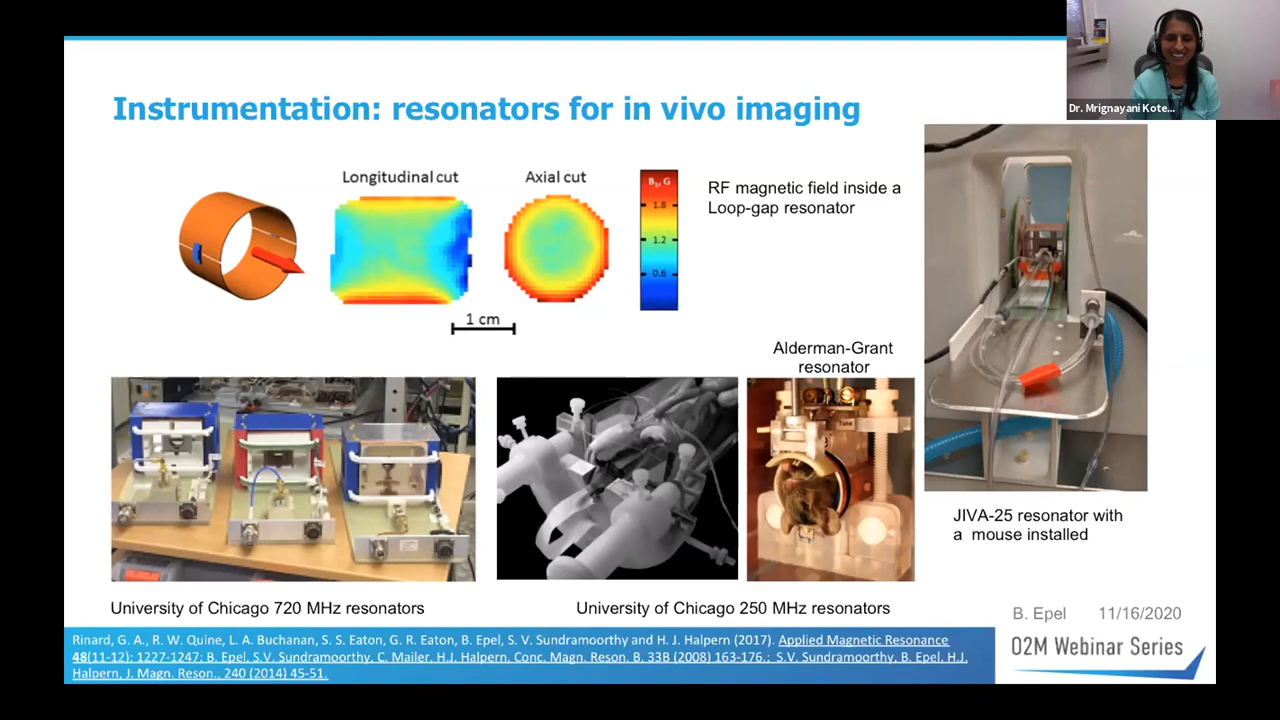 Dr. Mrignayani Kote...
Instrumentation: resonators for in vivo imaging
Longitudinal cut
Axial cut
B₁, G
1.8
1.2
0.6
RF magnetic field inside a
Loop-gap resonator
1 cm
Alderman-Grant
resonator
Tune
JIVA-25 resonator with
a mouse installed
University of Chicago 720 MHz resonators
University of Chicago 250 MHz resonators
B. Epel 11/16/2020
O2M Webinar Series
Rinard, G. A., R. W. Quine, L. A. Buchanan, S. S. Eaton, G. R. Eaton, B. Epel, S. V. Sundramoorthy and H. J. Halpern (2017). Applied Magnetic Resonance
48(11-12): 1227-1247; B. Epel, S.V. Sundramoorthy, C. Mailer, H.J. Halpern. Conc. Magn. Reson. B, 33B (2008) 163-176.; S.V. Sundramoorthy, B. Epel, H.J.
Halpern, J. Magn. Reson., 240 (2014) 45-51.